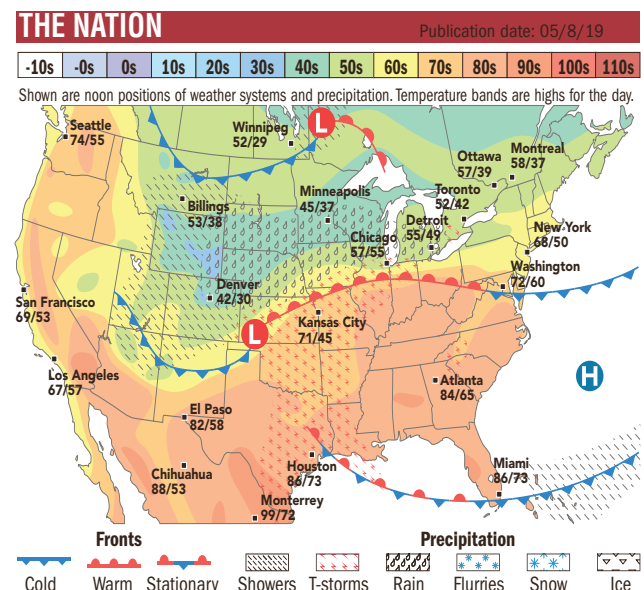 THE NATION
Publication date: 05/8/19
-10s -0s 0s 10s 20s 30s 40s 50s 60s 70s 80s 90s 100s 110s
Shown are noon positions of weather systems and precipitation. Temperature bands are highs for the day.
Seattle
74/55
Winnipeg
52/29
L
Ottawa
57/39
Montreal
58/37
Billings
53/38
Minneapolis
45/37
Toronto
52/42
Detroit
55/49
Chicago
57/55
New York
68/50
Washington
72/60
Denver
42/30
San Francisco
69/53
L
Kansas City
71/45
H
Los Angeles
67/57
Atlanta
84/65
El Paso
82/58
Chihuahua
88/53
Houston
86/73
Miami
86/73
Monterrey
99/72
Fronts
Precipitation
Cold Warm Stationary Showers T-storms Rain Flurries Snow Ice